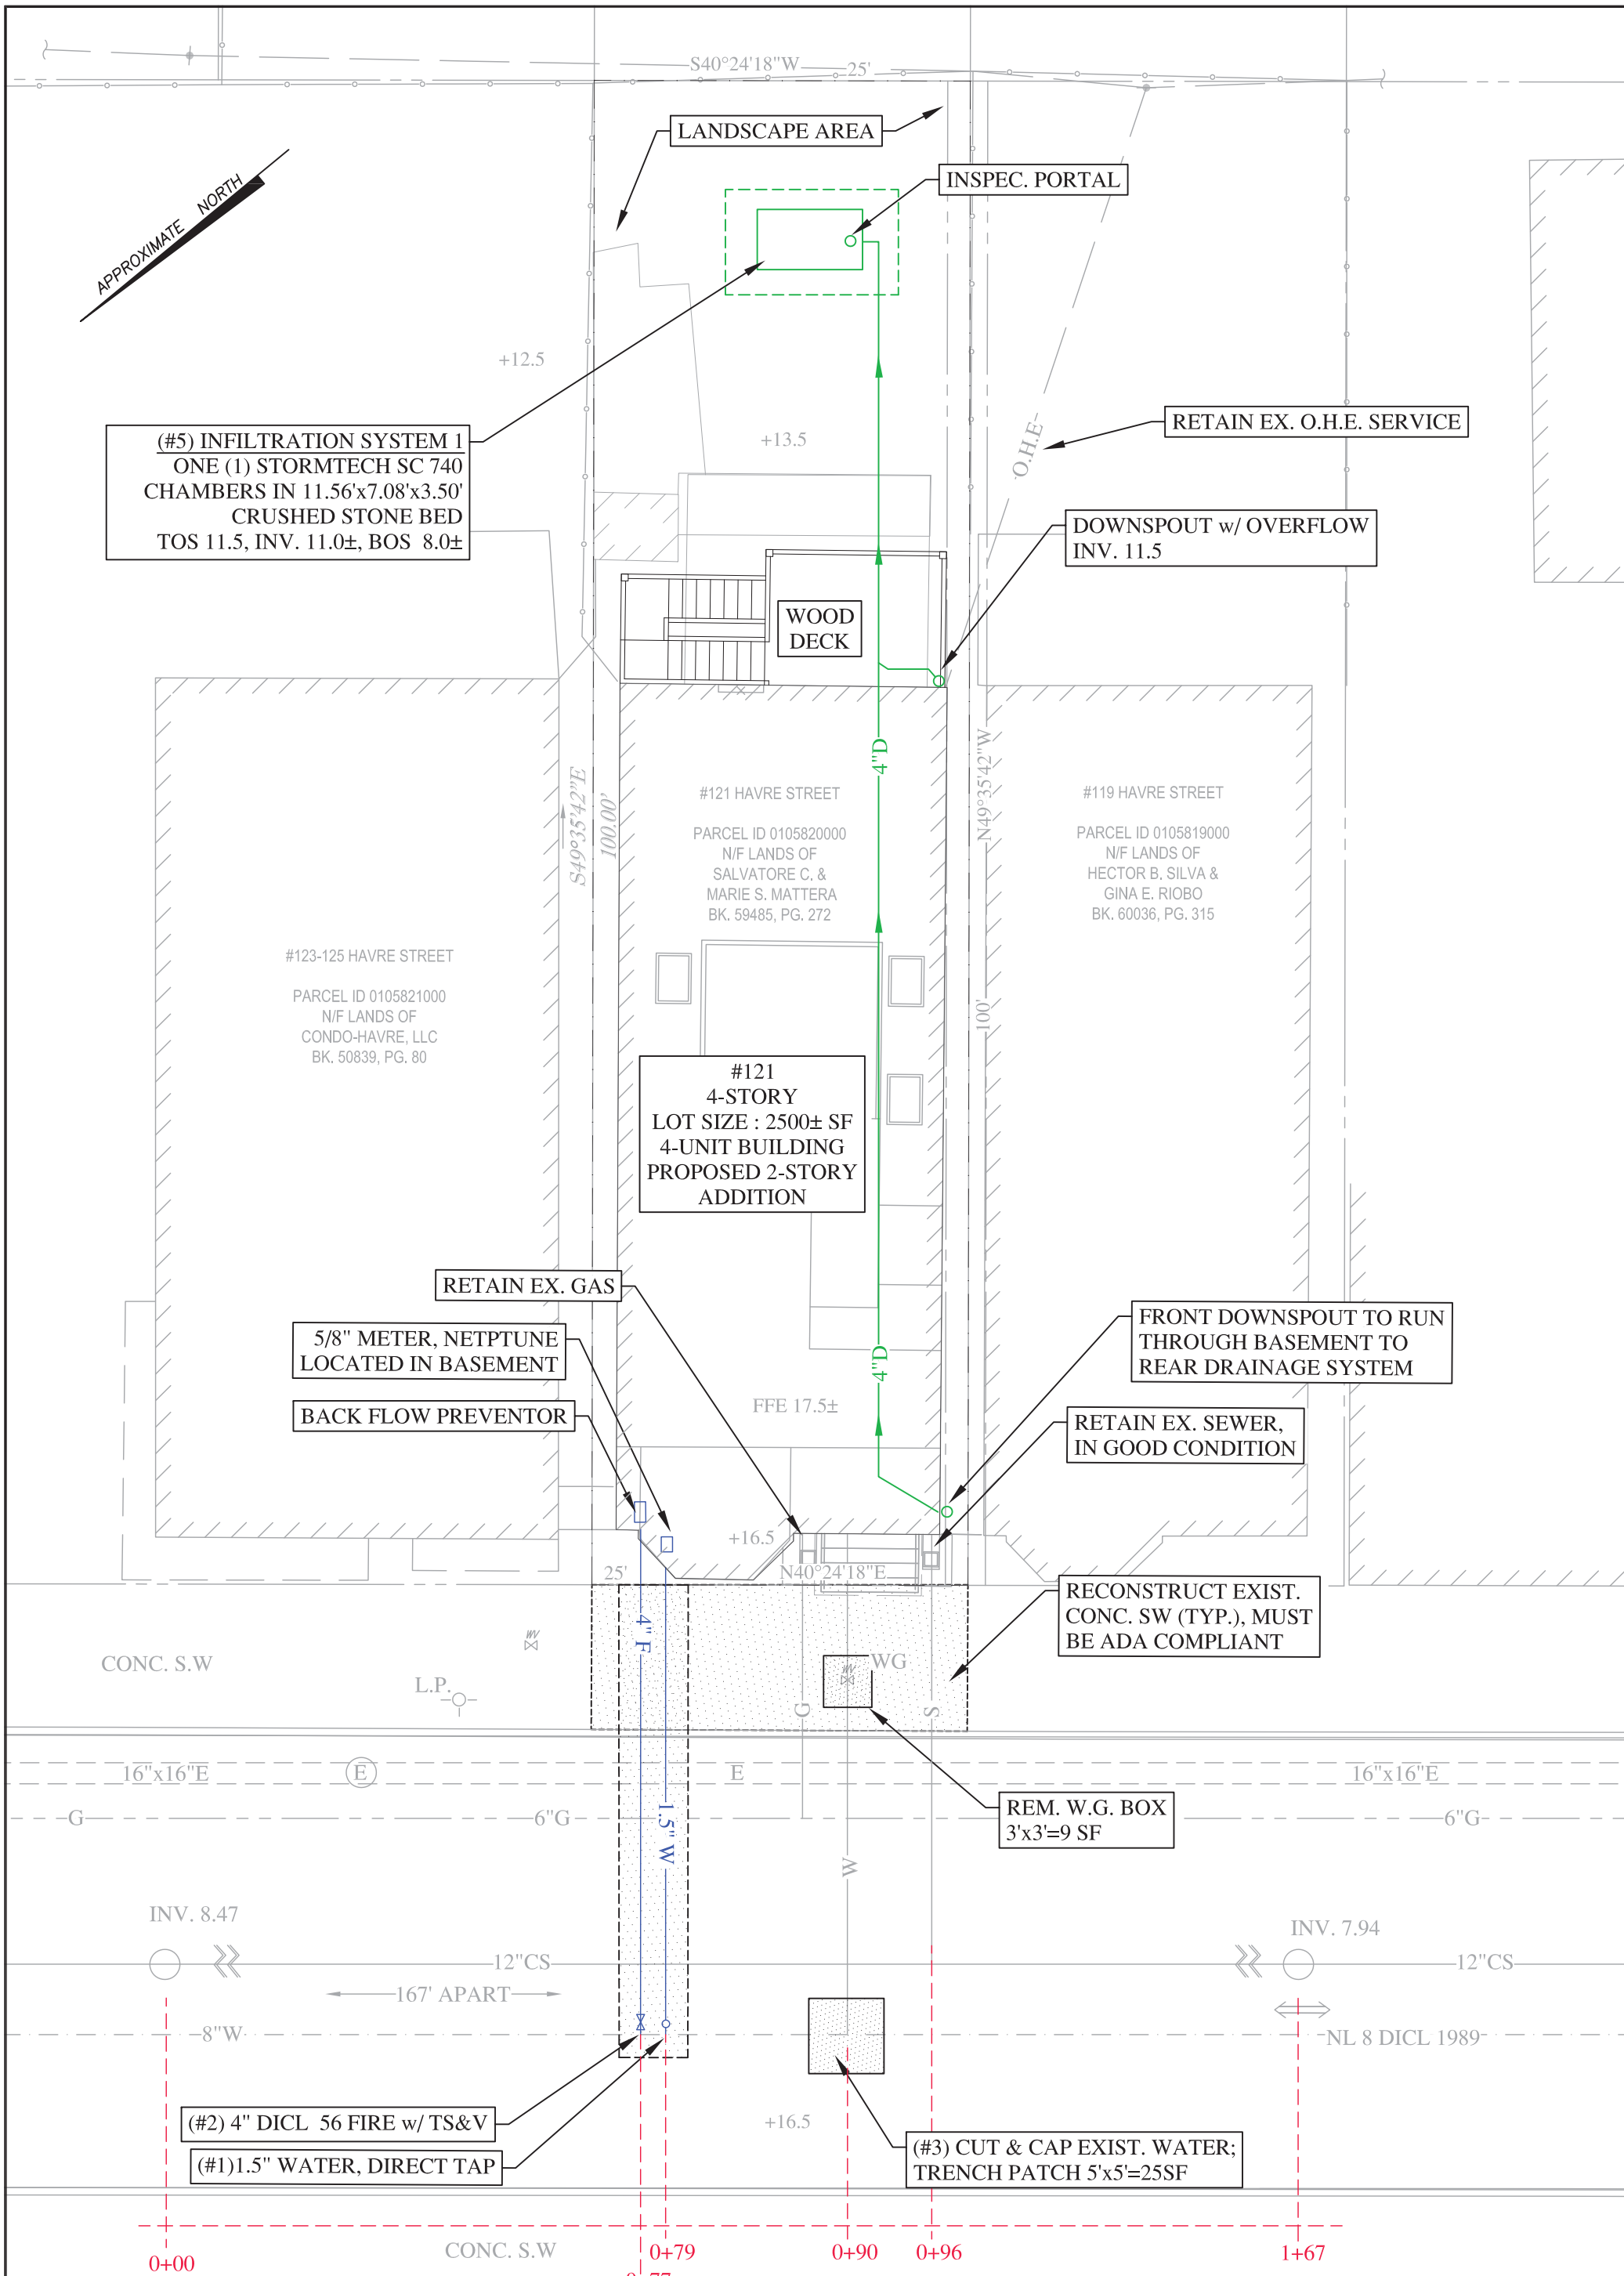 S40°24'18"W
25'
LANDSCAPE AREA
INSPEC. PORTAL
APPROXIMATE NORTH
+12.5
+13.5
(#5) INFILTRATION SYSTEM 1
ONE (1) STORMTECH SC 740
CHAMBERS IN 11.56'x7.08'x3.50'
CRUSHED STONE BED
TOS 11.5, INV. 11.0±, BOS 8.0±
RETAIN EX. O.H.E. SERVICE
O.H.E
DOWNSPOUT w/ OVERFLOW
INV. 11.5
WOOD
DECK
4"D
S49°35'42"E
100.00'
N49°35'42"W
100'
#121 HAVRE STREET
PARCEL ID 0105820000
N/F LANDS OF
SALVATORE C. &
MARIE S. MATTERA
BK. 59485, PG. 272
#119 HAVRE STREET
PARCEL ID 0105819000
N/F LANDS OF
HECTOR B. SILVA &
GINA E. RIOBO
BK. 60036, PG. 315
#123-125 HAVRE STREET
PARCEL ID 0105821000
N/F LANDS OF
CONDO-HAVRE, LLC
BK. 50839, PG. 80
#121
4-STORY
LOT SIZE : 2500± SF
4-UNIT BUILDING
PROPOSED 2-STORY
ADDITION
RETAIN EX. GAS
5/8" METER, NETPTUNE
LOCATED IN BASEMENT
BACK FLOW PREVENTOR
4"D
FFE 17.5±
FRONT DOWNSPOUT TO RUN
THROUGH BASEMENT TO
REAR DRAINAGE SYSTEM
RETAIN EX. SEWER,
IN GOOD CONDITION
+16.5
25'
N40°24'18"E
RECONSTRUCT EXIST.
CONC. SW (TYP.), MUST
BE ADA COMPLIANT
4" F
WV
WV
WG
CONC. S.W
L.P.
G
S
16"x16"E
E
E
16"x16"E
G
6"G
6"G
REM. W.G. BOX
3'x3'=9 SF
1.5" W
W
INV. 8.47
INV. 7.94
12"CS
12"CS
167' APART
8"W
NL 8 DICL 1989
(#2) 4" DICL 56 FIRE w/ TS&V
(#1)1.5" WATER, DIRECT TAP
+16.5
(#3) CUT & CAP EXIST. WATER;
TRENCH PATCH 5'x5'=25SF
0+00
CONC. S.W
0+79
0+90
0+96
1+67